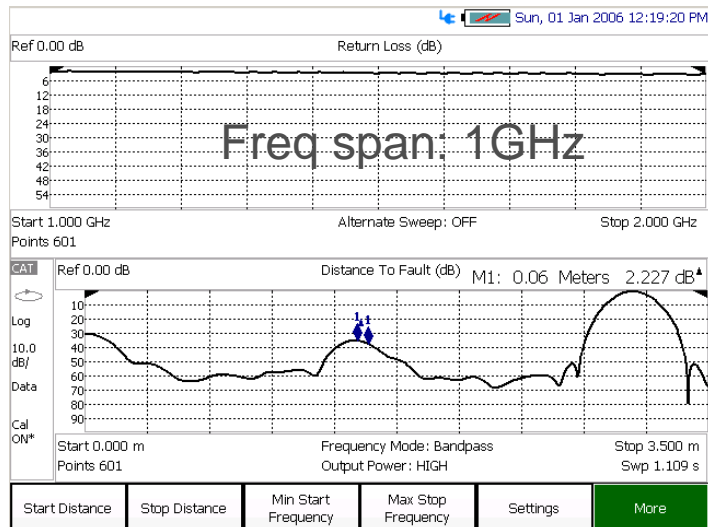 Sun, 01 Jan 2006 12:19:20 PM
Ref 0.00 dB Return Loss (dB)
6
12
18
24
30
36
42
48
54
Freq span: 1GHz
Start 1.000 GHz Alternate Sweep: OFF Stop 2.000 GHz
Points 601
CAT Ref 0.00 dB Distance To Fault (dB) M1: 0.06 Meters 2.227 dB
Log
10.0
dB/
Data
Cal
ON*
10
20
30
40
50
60
70
80
90
1 1
Start 0.000 m Frequency Mode: Bandpass Stop 3.500 m
Points 601 Output Power: HIGH Swp 1.109 s
Start Distance
Stop Distance
Min Start
Frequency
Max Stop
Frequency
Settings
More